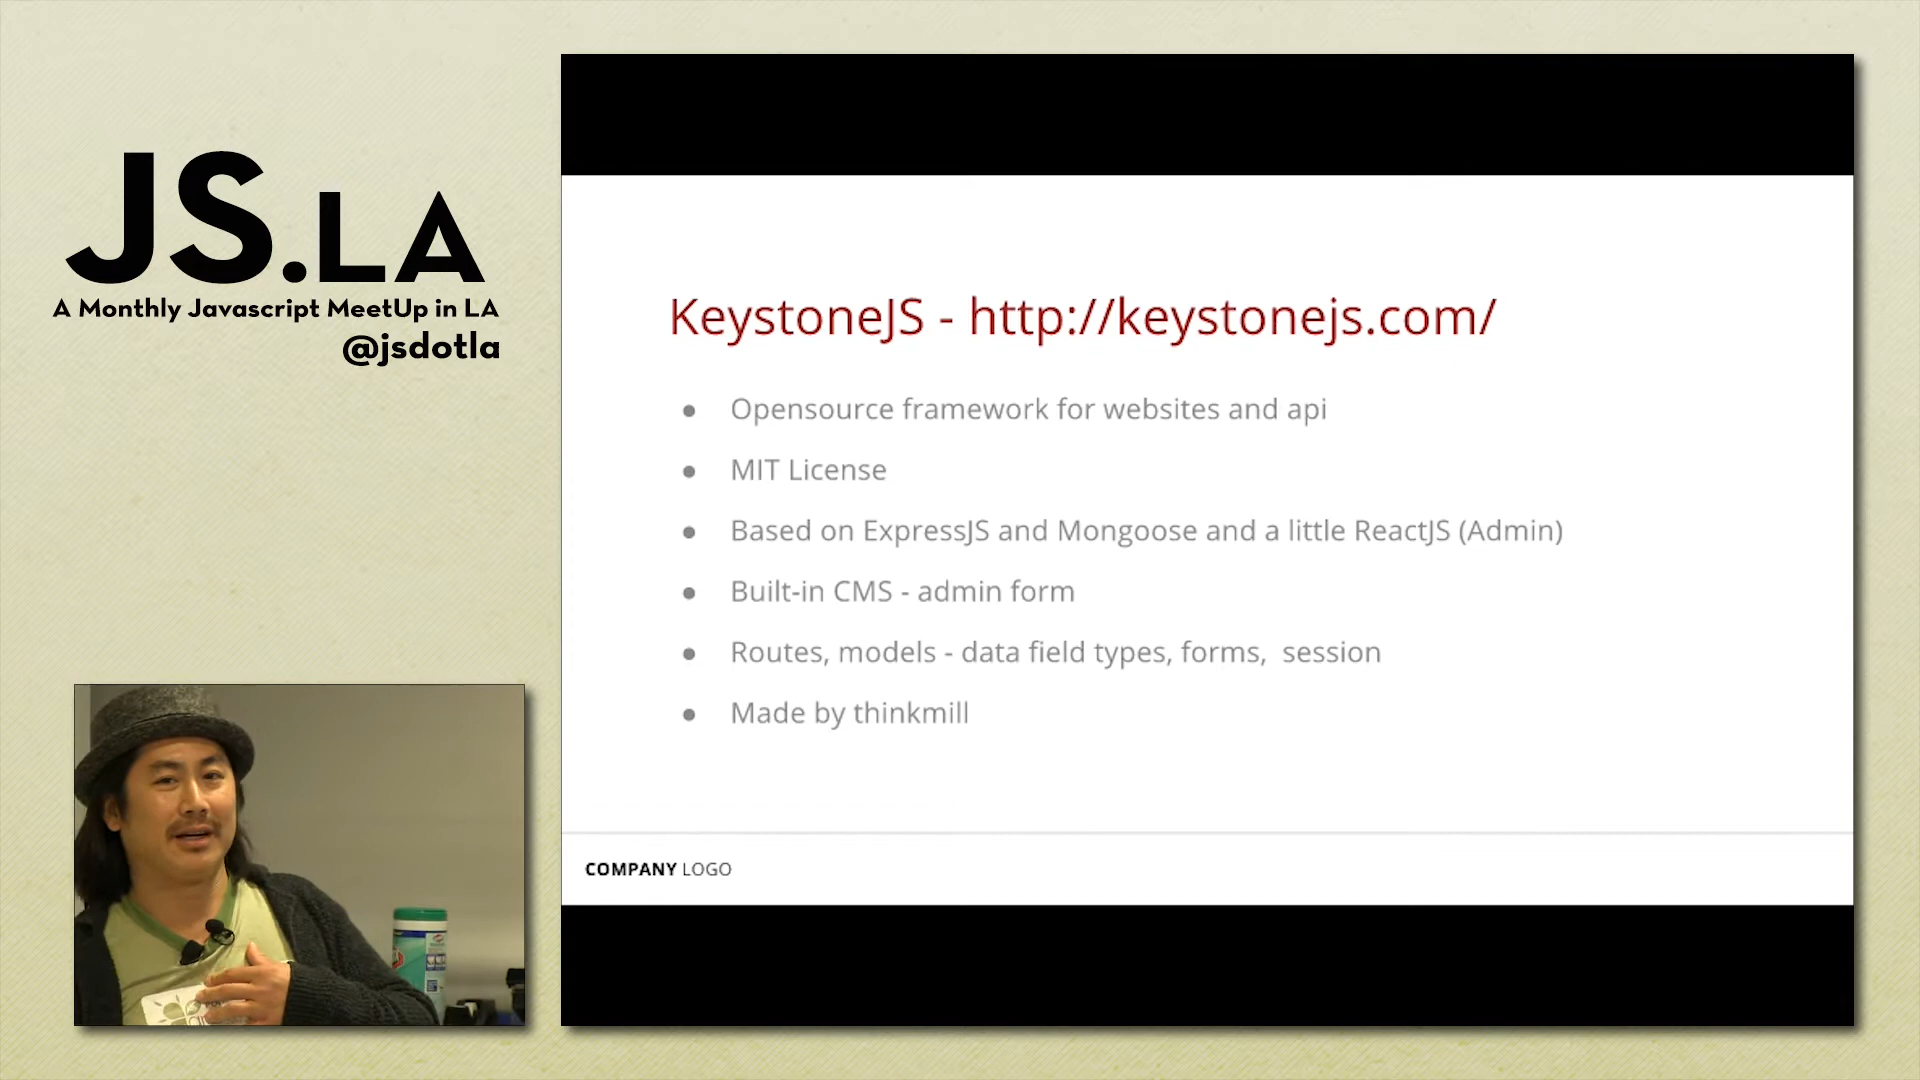 JS.LA
A Monthly Javascript MeetUp in LA
@jsdotla
KeystoneJS - http://keystonejs.com/
Opensource framework for websites and api
MIT License
Based on ExpressJS and Mongoose and a little ReactJS (Admin)
Built-in CMS - admin form
Routes, models - data field types, forms, session
Made by thinkmill
COMPANY LOGO